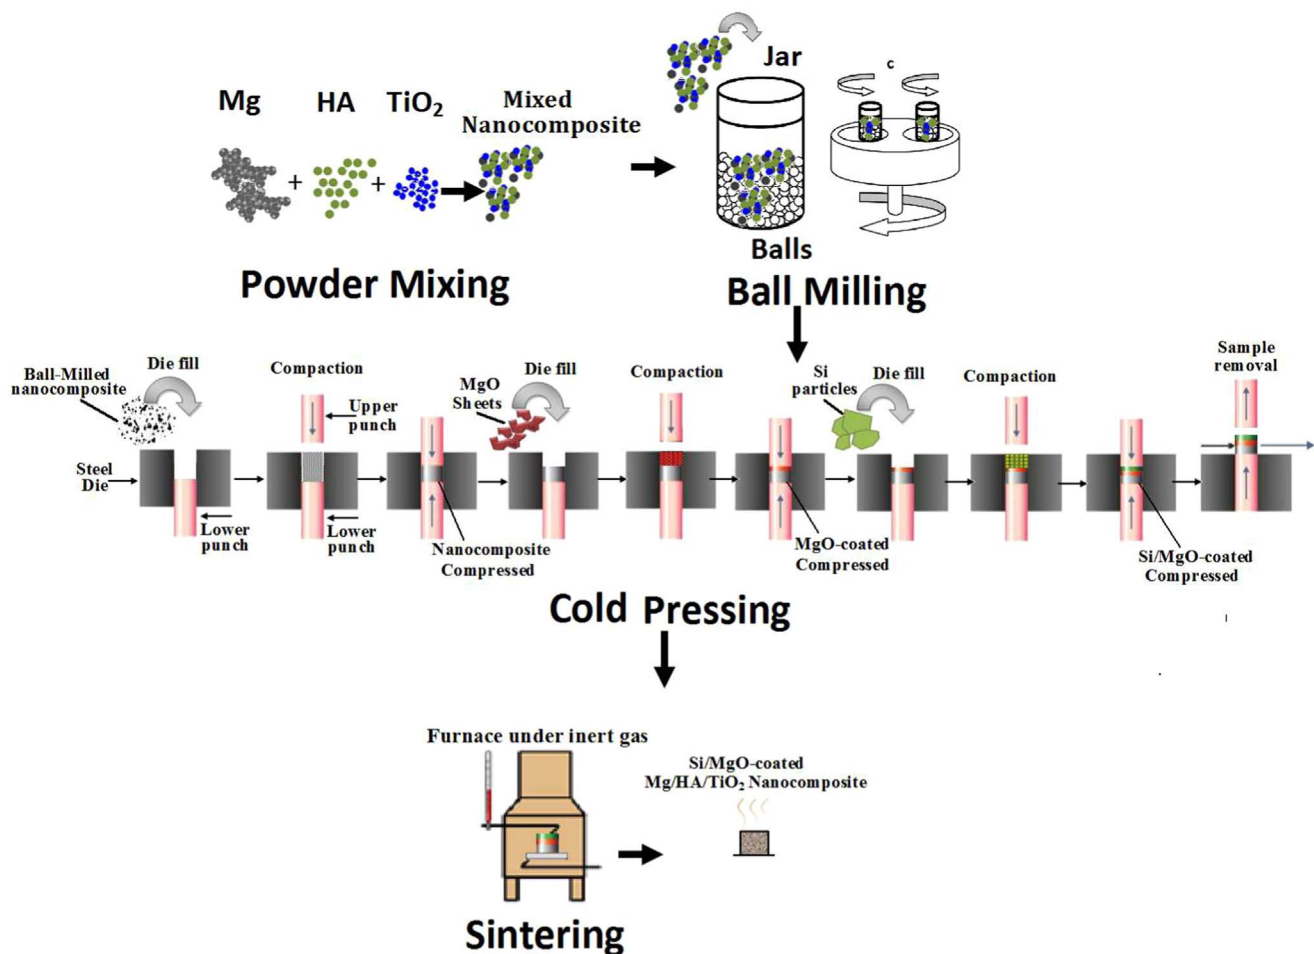 Mg
HA
TiO₂
Mixed
Nanocomposite
Jar
c
+
+
Balls
Powder Mixing
Ball Milling
Ball-Milled
nanocomposite
Die fill
Compaction
Upper
punch
MgO
Sheets
Die fill
Compaction
Si
particles
Die fill
Compaction
Sample
removal
Steel
Die
Lower
punch
Lower
punch
Nanocomposite
Compressed
MgO-coated
Compressed
Si/MgO-coated
Compressed
Cold Pressing
Furnace under inert gas
Si/MgO-coated
Mg/HA/TiO₂ Nanocomposite
Sintering